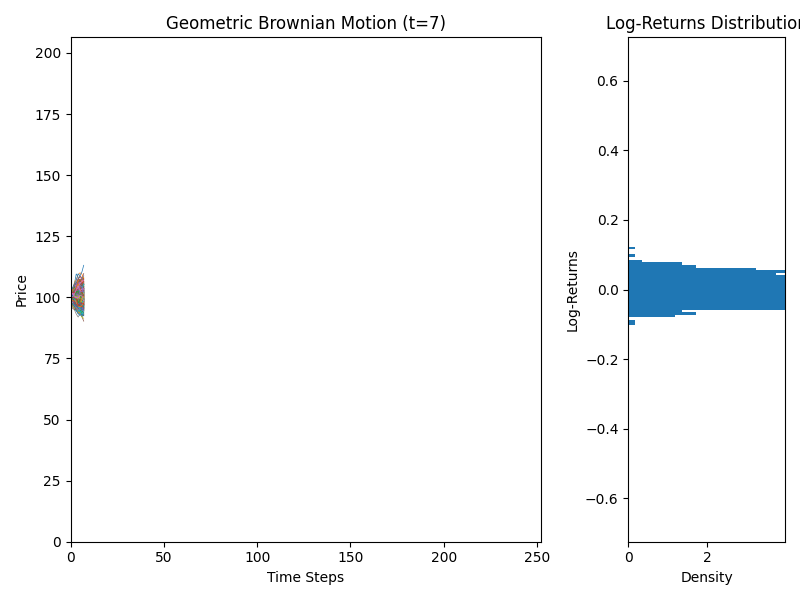 Geometric Brownian Motion (t=7)
200
175
150
125
100
75
50
25
0
Price
0 50 100 150 200 250
Time Steps
Log-Returns Distribution
0.6
0.4
0.2
0.0
−0.2
−0.4
−0.6
Log-Returns
0 2
Density